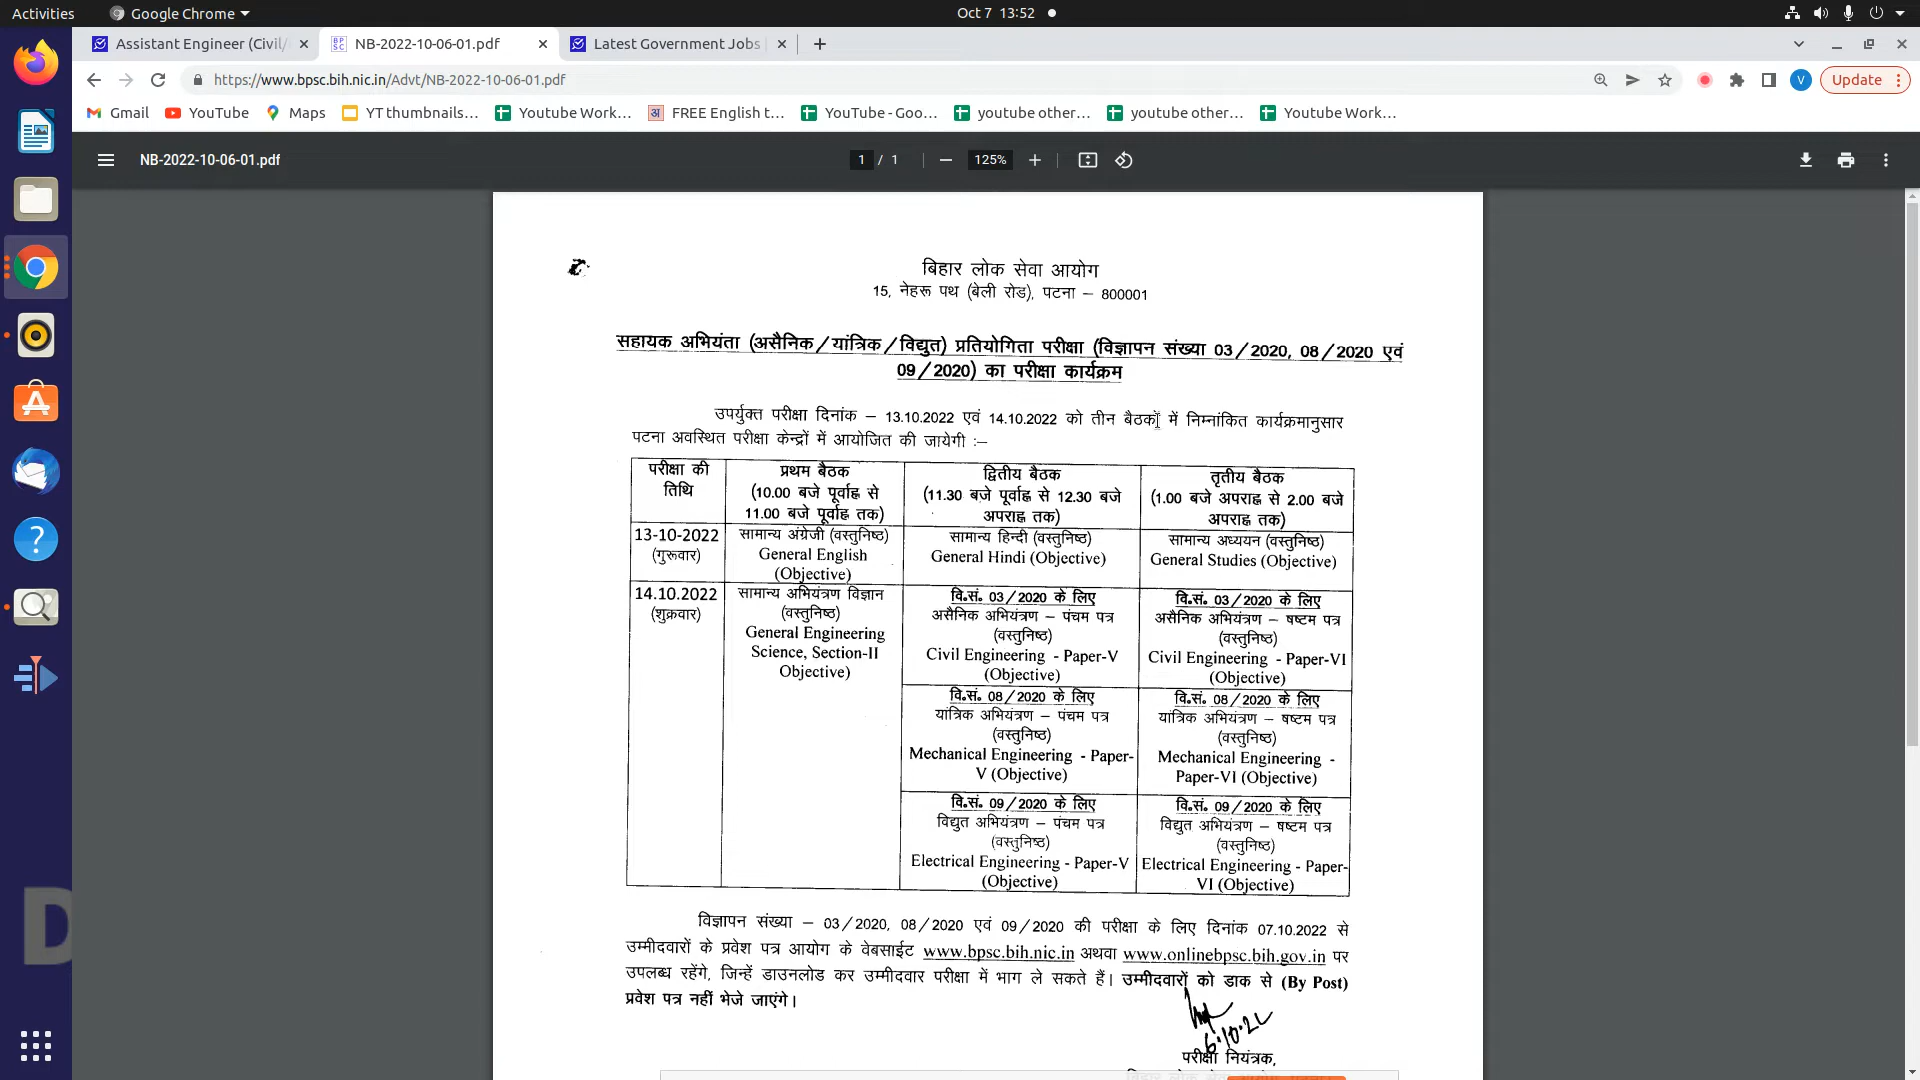 Activities
Google Chrome
Oct 7 13:52
Assistant Engineer (Civil/
NB-2022-10-06-01.pdf
Latest Government Jobs
https://www.bpsc.bih.nic.in/Advt/NB-2022-10-06-01.pdf
V
Update
Gmail
YouTube
Maps
YT thumbnails...
Youtube Work...
FREE English t...
YouTube - Goo...
youtube other...
youtube other...
Youtube Work...
NB-2022-10-06-01.pdf
1 / 1
125%
बिहार लोक सेवा आयोग
15, नेहरू पथ (बेली रोड), पटना – 800001
सहायक अभियंता (असैनिक/यांत्रिक/विद्युत) प्रतियोगिता परीक्षा (विज्ञापन संख्या 03/2020, 08/2020 एवं
09/2020) का परीक्षा कार्यक्रम
उपर्युक्त परीक्षा दिनांक – 13.10.2022 एवं 14.10.2022 को तीन बैठकों में निम्नांकित कार्यक्रमानुसार
पटना अवस्थित परीक्षा केन्द्रों में आयोजित की जायेगी :–
परीक्षा की
तिथि
प्रथम बैठक
(10.00 बजे पूर्वाह्न से
11.00 बजे पूर्वाह्न तक)
द्वितीय बैठक
(11.30 बजे पूर्वाह्न से 12.30 बजे
अपराह्न तक)
तृतीय बैठक
(1.00 बजे अपराह्न से 2.00 बजे
अपराह्न तक)
13-10-2022
(गुरूवार)
सामान्य अंग्रेजी (वस्तुनिष्ठ)
General English
(Objective)
सामान्य हिन्दी (वस्तुनिष्ठ)
General Hindi (Objective)
सामान्य अध्ययन (वस्तुनिष्ठ)
General Studies (Objective)
14.10.2022
(शुक्रवार)
सामान्य अभियंत्रण विज्ञान
(वस्तुनिष्ठ)
General Engineering
Science, Section-II
Objective)
वि.सं. 03/2020 के लिए
असैनिक अभियंत्रण – पंचम पत्र
(वस्तुनिष्ठ)
Civil Engineering - Paper-V
(Objective)
वि.सं. 03/2020 के लिए
असैनिक अभियंत्रण – षष्टम पत्र
(वस्तुनिष्ठ)
Civil Engineering - Paper-VI
(Objective)
वि.सं. 08/2020 के लिए
यांत्रिक अभियंत्रण – पंचम पत्र
(वस्तुनिष्ठ)
Mechanical Engineering - Paper-
V (Objective)
वि.सं. 08/2020 के लिए
यांत्रिक अभियंत्रण – षष्टम पत्र
(वस्तुनिष्ठ)
Mechanical Engineering -
Paper-VI (Objective)
वि.सं. 09/2020 के लिए
विद्युत अभियंत्रण – पंचम पत्र
(वस्तुनिष्ठ)
Electrical Engineering - Paper-V
(Objective)
वि.सं. 09/2020 के लिए
विद्युत अभियंत्रण – षष्टम पत्र
(वस्तुनिष्ठ)
Electrical Engineering - Paper-
VI (Objective)
विज्ञापन संख्या – 03/2020, 08/2020 एवं 09/2020 की परीक्षा के लिए दिनांक 07.10.2022 से
उम्मीदवारों के प्रवेश पत्र आयोग के वेबसाईट www.bpsc.bih.nic.in अथवा www.onlinebpsc.bih.gov.in पर
उपलब्ध रहेंगे, जिन्हें डाउनलोड कर उम्मीदवार परीक्षा में भाग ले सकते हैं। उम्मीदवारों को डाक से (By Post)
प्रवेश पत्र नहीं भेजे जाएंगे।
6.10.22
परीक्षा नियंत्रक,